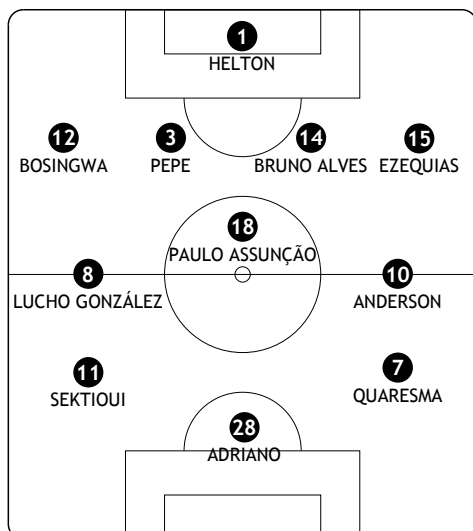 1
HELTON
12 3 14 15
BOSINGWA PEPE BRUNO ALVES EZEQUIAS
18
PAULO ASSUNÇÃO
8 10
LUCHO GONZÁLEZ ANDERSON
11 7
SEKTIOUI QUARESMA
28
ADRIANO